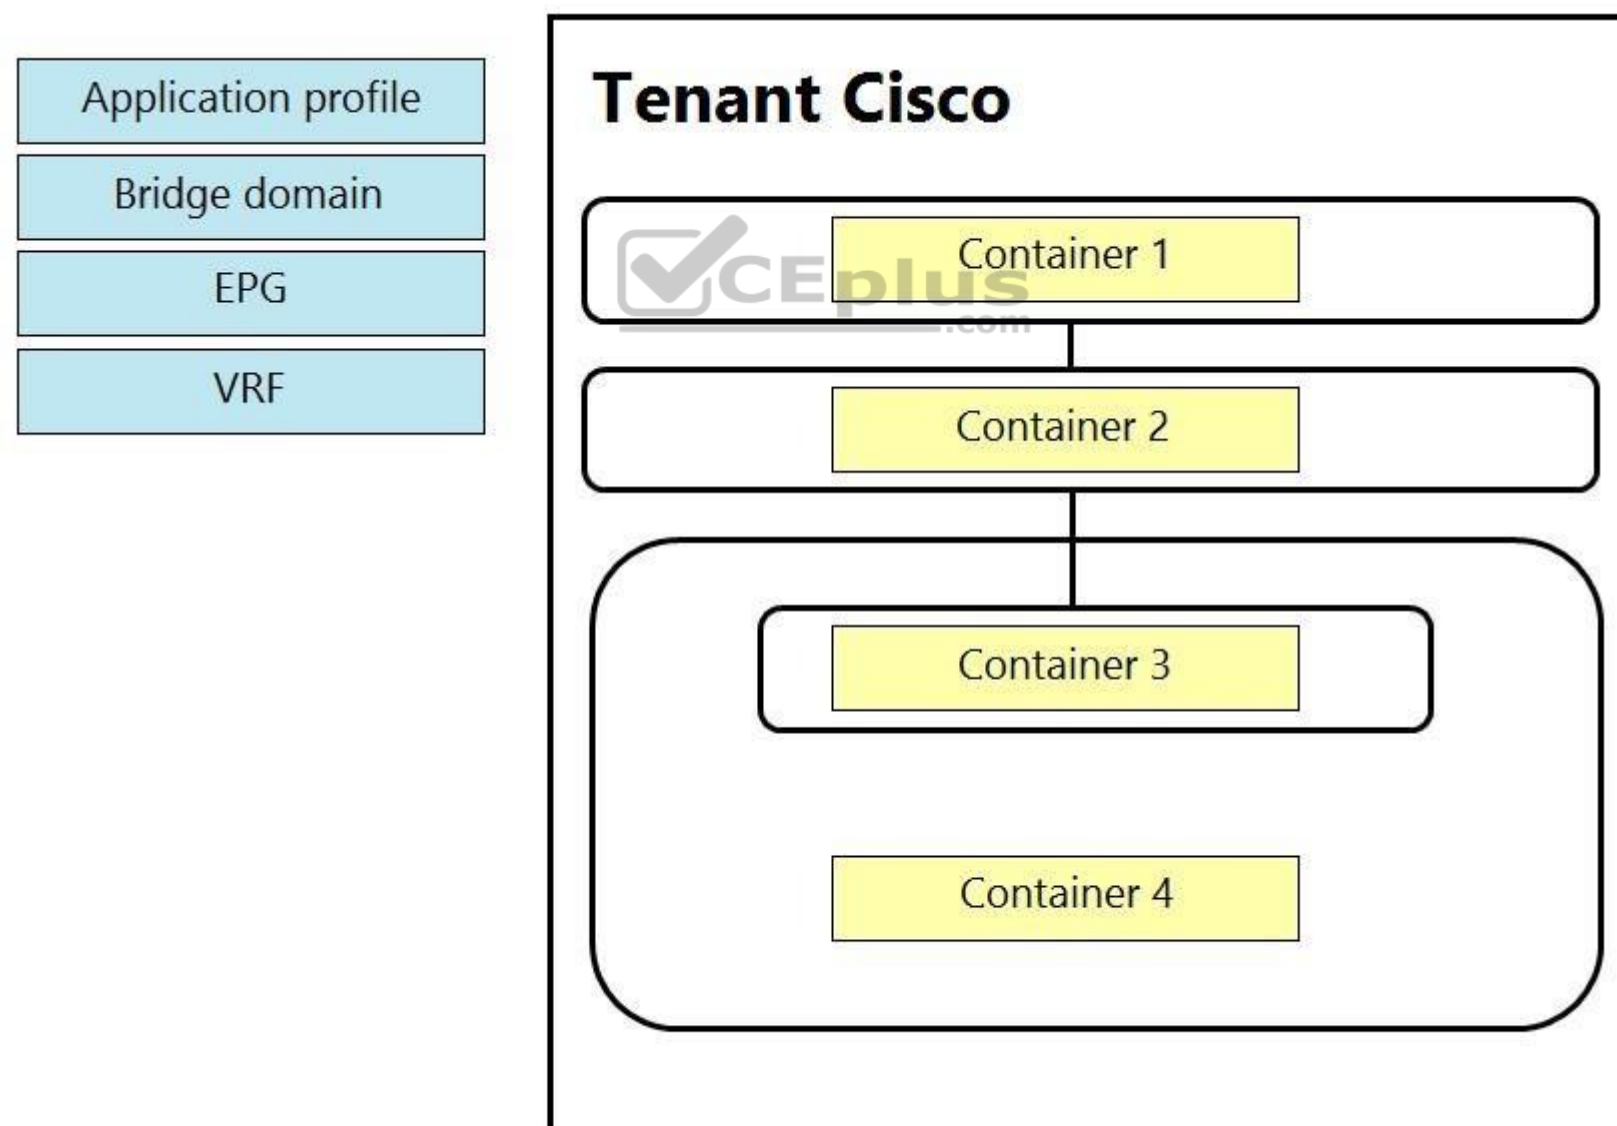 Application profile
Bridge domain
EPG
VRF
Tenant Cisco
Container 1
CEplus
.com
Container 2
Container 3
Container 4